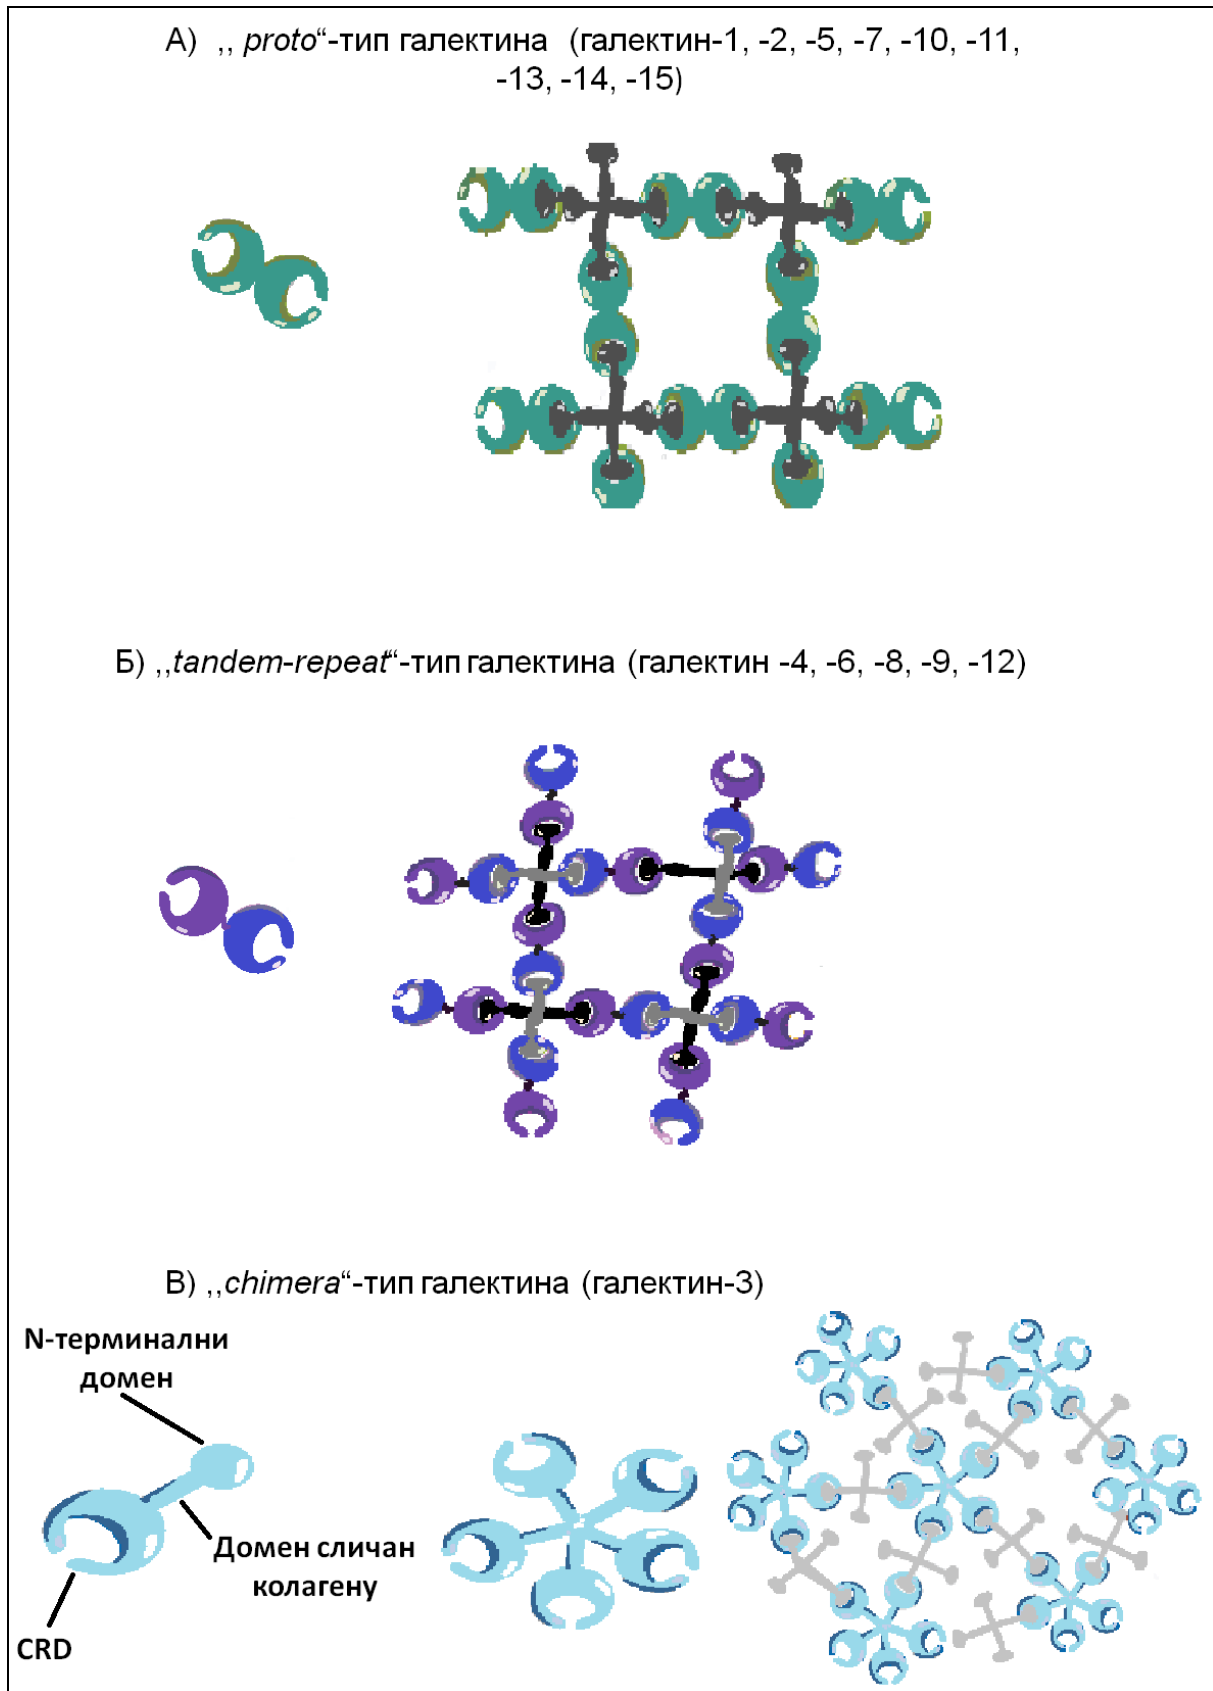 А) ,, proto“-тип галектина (галектин-1, -2, -5, -7, -10, -11,
-13, -14, -15)
Б) ,,tandem-repeat“-тип галектина (галектин -4, -6, -8, -9, -12)
В) ,,chimera“-тип галектина (галектин-3)
N-терминални
домен
Домен сличан
колагену
CRD